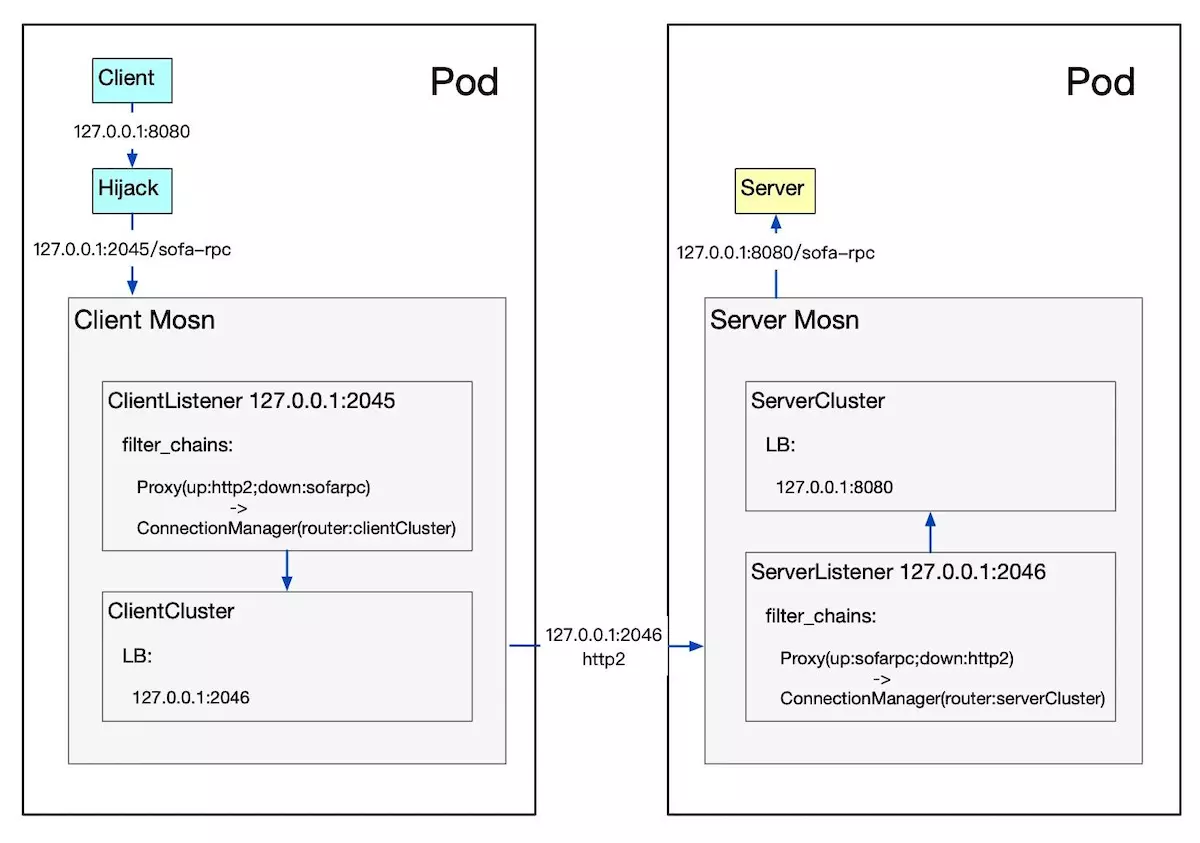 Pod
Client
127.0.0.1:8080
Hijack
127.0.0.1:2045/sofa-rpc
Client Mosn
ClientListener 127.0.0.1:2045
filter_chains:
Proxy(up:http2;down:sofarpc)
->
ConnectionManager(router:clientCluster)
ClientCluster
LB:
127.0.0.1:2046
127.0.0.1:2046
http2
Pod
Server
127.0.0.1:8080/sofa-rpc
Server Mosn
ServerCluster
LB:
127.0.0.1:8080
ServerListener 127.0.0.1:2046
filter_chains:
Proxy(up:sofarpc;down:http2)
->
ConnectionManager(router:serverCluster)